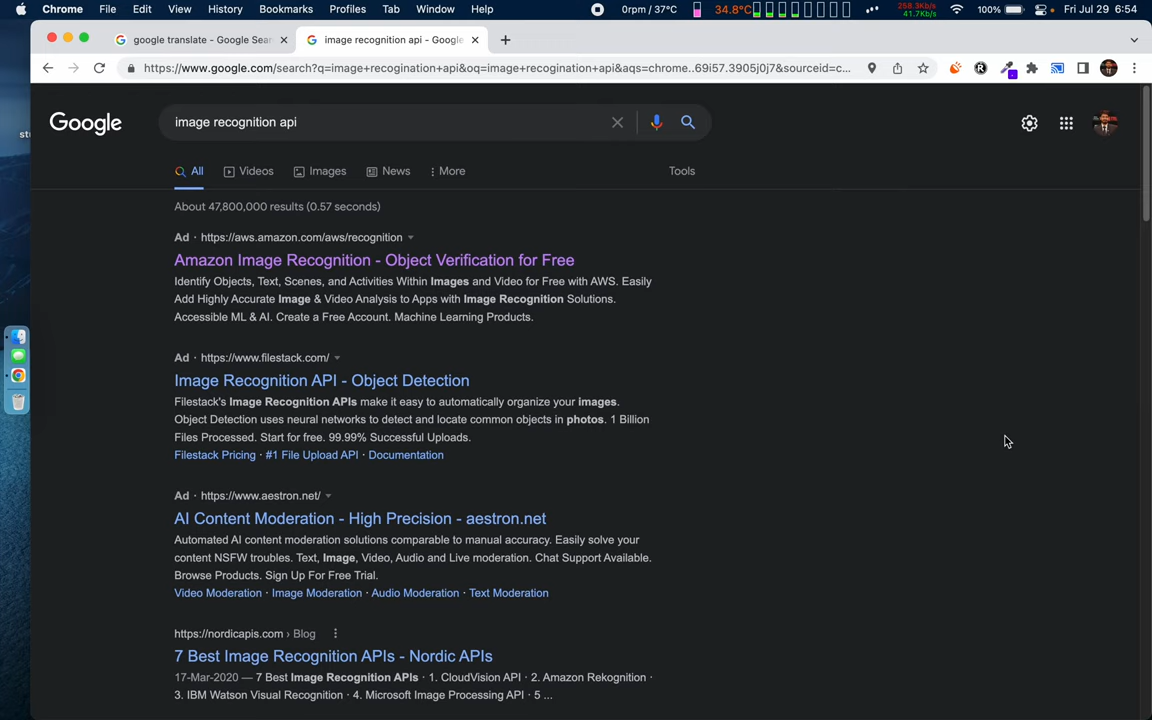 Chrome File Edit View History Bookmarks Profiles Tab Window Help 0rpm / 37°C 34.8°C 258.3Kb/s 41.7Kb/s 100% Fri Jul 29 6:54
google translate - Google Sear image recognition api - Google
https://www.google.com/search?q=image+recogination+api&oq=image+recogination+api&aqs=chrome..69i57.3905j0j7&sourceid=c...
Google image recognition api
All Videos Images News More Tools
About 47,800,000 results (0.57 seconds)
Ad · https://aws.amazon.com/aws/recognition
Amazon Image Recognition - Object Verification for Free
Identify Objects, Text, Scenes, and Activities Within Images and Video for Free with AWS. Easily
Add Highly Accurate Image & Video Analysis to Apps with Image Recognition Solutions.
Accessible ML & AI. Create a Free Account. Machine Learning Products.
Ad · https://www.filestack.com/
Image Recognition API - Object Detection
Filestack's Image Recognition APIs make it easy to automatically organize your images.
Object Detection uses neural networks to detect and locate common objects in photos. 1 Billion
Files Processed. Start for free. 99.99% Successful Uploads.
Filestack Pricing · #1 File Upload API · Documentation
Ad · https://www.aestron.net/
AI Content Moderation - High Precision - aestron.net
Automated AI content moderation solutions comparable to manual accuracy. Easily solve your
content NSFW troubles. Text, Image, Video, Audio and Live moderation. Chat Support Available.
Browse Products. Sign Up For Free Trial.
Video Moderation · Image Moderation · Audio Moderation · Text Moderation
https://nordicapis.com › Blog
7 Best Image Recognition APIs - Nordic APIs
17-Mar-2020 — 7 Best Image Recognition APIs · 1. CloudVision API · 2. Amazon Rekognition ·
3. IBM Watson Visual Recognition · 4. Microsoft Image Processing API · 5 ...